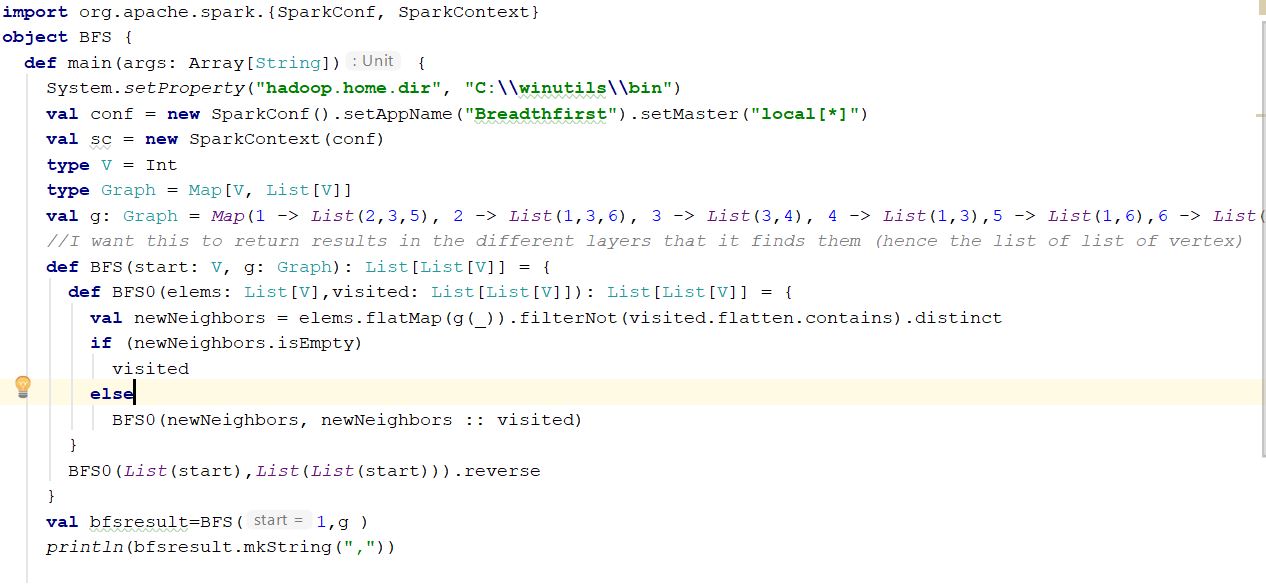 import org.apache.spark.{SparkConf, SparkContext}
object BFS {
  def main(args: Array[String]) : Unit  {
    System.setProperty("hadoop.home.dir", "C:\\winutils\\bin")
    val conf = new SparkConf().setAppName("Breadthfirst").setMaster("local[*]")
    val sc = new SparkContext(conf)
    type V = Int
    type Graph = Map[V, List[V]]
    val g: Graph = Map(1 -> List(2,3,5), 2 -> List(1,3,6), 3 -> List(3,4), 4 -> List(1,3),5 -> List(1,6),6 -> List(
    //I want this to return results in the different layers that it finds them (hence the list of list of vertex)
    def BFS(start: V, g: Graph): List[List[V]] = {
      def BFS0(elems: List[V],visited: List[List[V]]): List[List[V]] = {
        val newNeighbors = elems.flatMap(g(_)).filterNot(visited.flatten.contains).distinct
        if (newNeighbors.isEmpty)
          visited
        else
          BFS0(newNeighbors, newNeighbors :: visited)
      }
      BFS0(List(start),List(List(start))).reverse
    }
    val bfsresult=BFS( start = 1,g )
    println(bfsresult.mkString(","))